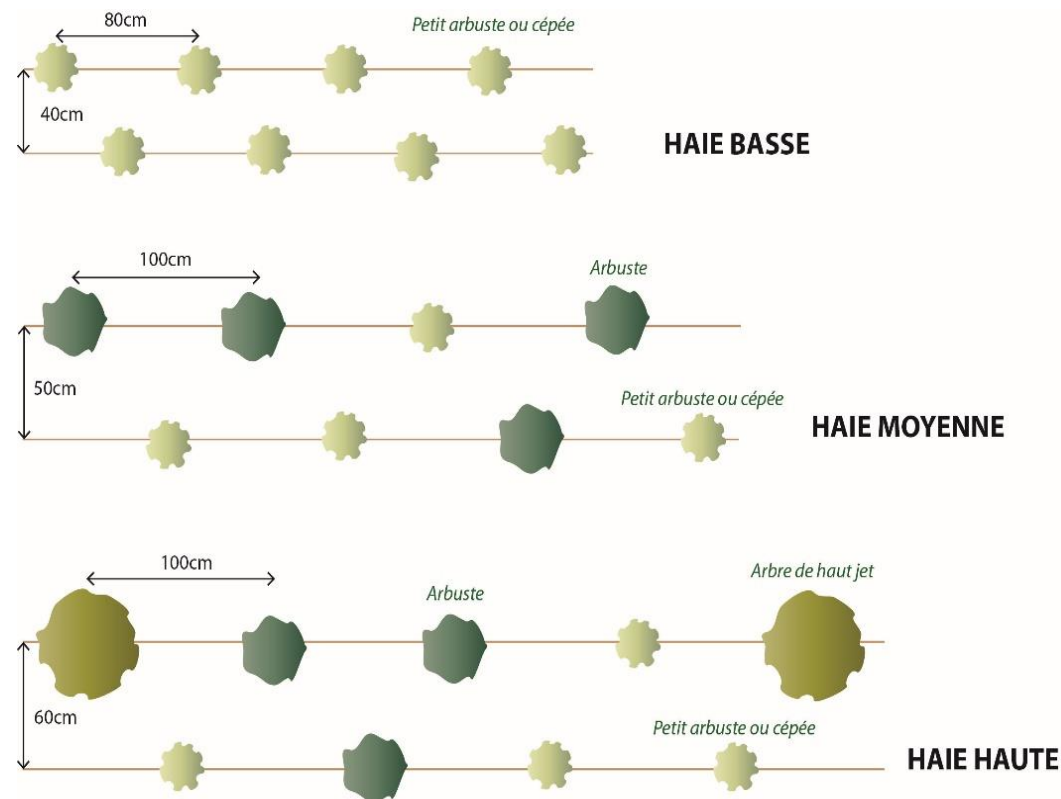 80cm
Petit arbuste ou cépée
40cm
HAIE BASSE
100cm
Arbuste
50cm
Petit arbuste ou cépée
HAIE MOYENNE
100cm
Arbuste
Arbre de haut jet
60cm
Petit arbuste ou cépée
HAIE HAUTE